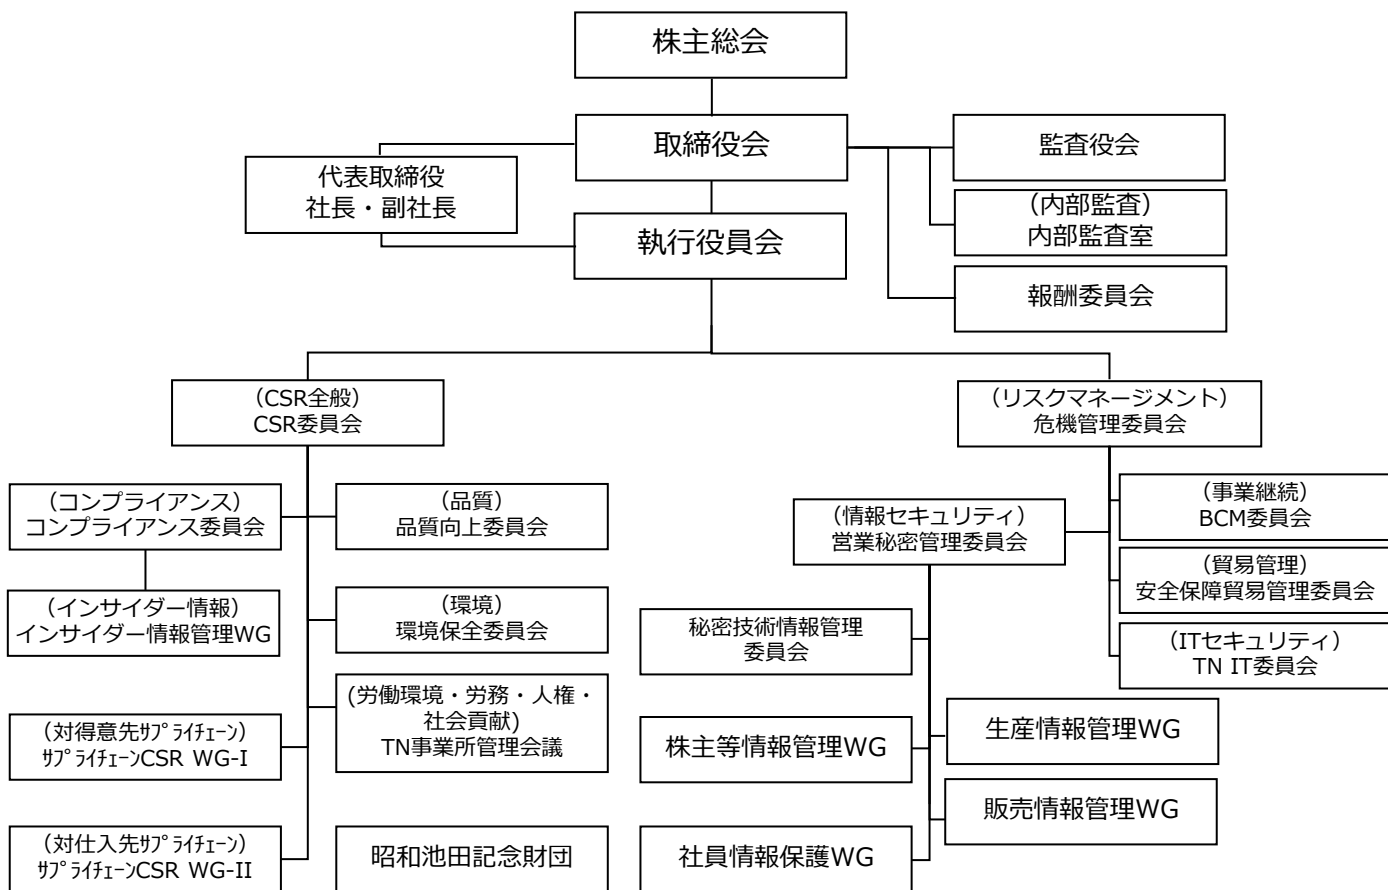 株主総会
取締役会
監査役会
代表取締役
社長・副社長
(内部監査)
内部監査室
執行役員会
報酬委員会
(CSR全般)
CSR委員会
(リスクマネージメント)
危機管理委員会
(コンプライアンス)
コンプライアンス委員会
(品質)
品質向上委員会
(情報セキュリティ)
営業秘密管理委員会
(事業継続)
BCM委員会
(インサイダー情報)
インサイダー情報管理WG
(環境)
環境保全委員会
秘密技術情報管理
委員会
(貿易管理)
安全保障貿易管理委員会
(ITセキュリティ)
TN IT委員会
(対得意先ｻﾌﾟﾗｲﾁｪｰﾝ)
ｻﾌﾟﾗｲﾁｪｰﾝCSR WG-I
(労働環境・労務・人権・
社会貢献)
TN事業所管理会議
株主等情報管理WG
生産情報管理WG
販売情報管理WG
(対仕入先ｻﾌﾟﾗｲﾁｪｰﾝ)
ｻﾌﾟﾗｲﾁｪｰﾝCSR WG-II
昭和池田記念財団
社員情報保護WG